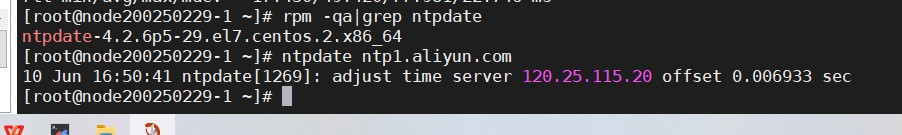 [root@node200250229-1 ~]# rpm -qa|grep ntpdate
ntpdate-4.2.6p5-29.el7.centos.2.x86_64
[root@node200250229-1 ~]# ntpdate ntp1.aliyun.com
10 Jun 16:50:41 ntpdate[1269]: adjust time server 120.25.115.20 offset 0.006933 sec
[root@node200250229-1 ~]#